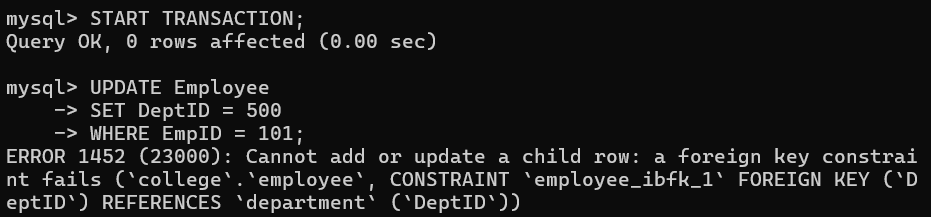 mysql> START TRANSACTION;
Query OK, 0 rows affected (0.00 sec)
mysql> UPDATE Employee
    -> SET DeptID = 500
    -> WHERE EmpID = 101;
ERROR 1452 (23000): Cannot add or update a child row: a foreign key constrai
nt fails (`college`.`employee`, CONSTRAINT `employee_ibfk_1` FOREIGN KEY (`D
eptID`) REFERENCES `department` (`DeptID`))